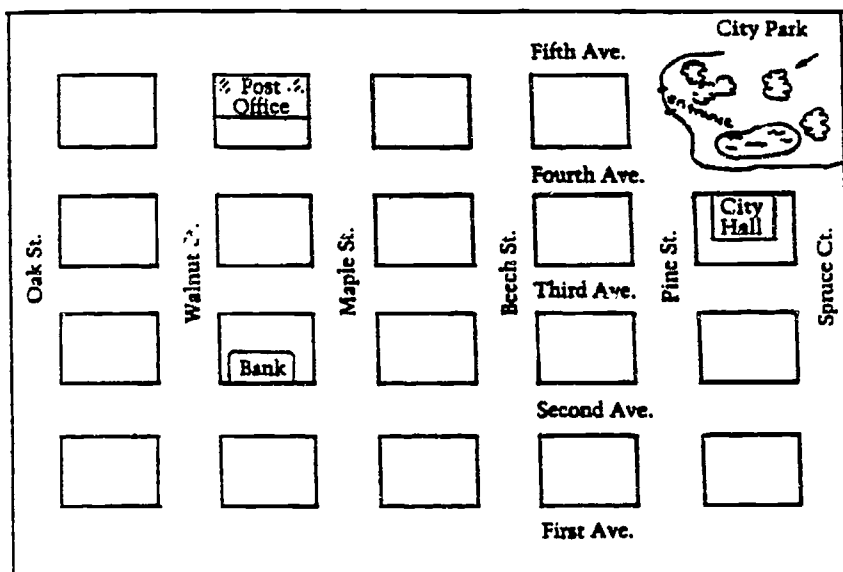 City Park
Fifth Ave.
Post
Office
entrance
Fourth Ave.
City
Hall
Oak St.
Walnut
Maple St.
Beech St.
Pine St.
Spruce Ct.
Third Ave.
Bank
Second Ave.
First Ave.